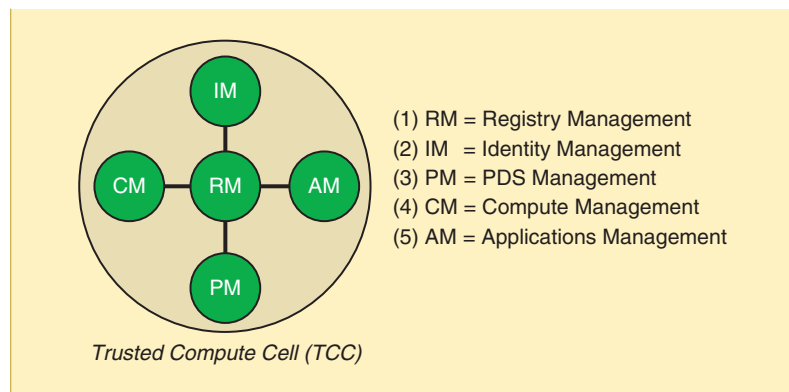 IM
CM
RM
AM
PM
Trusted Compute Cell (TCC)
(1) RM = Registry Management
(2) IM = Identity Management
(3) PM = PDS Management
(4) CM = Compute Management
(5) AM = Applications Management